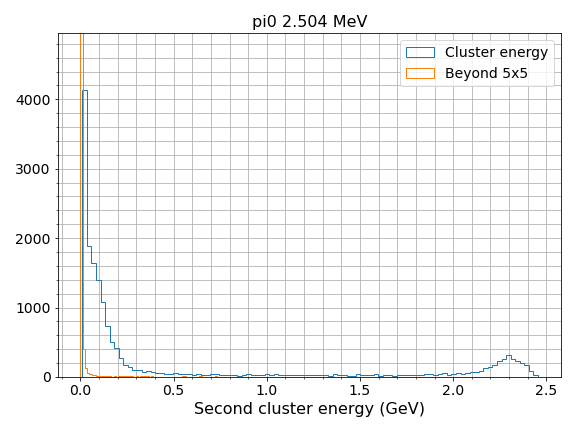 pi0 2.504 MeV
Cluster energy
Beyond 5x5
4000
3000
2000
1000
0
0.0 0.5 1.0 1.5 2.0 2.5
Second cluster energy (GeV)